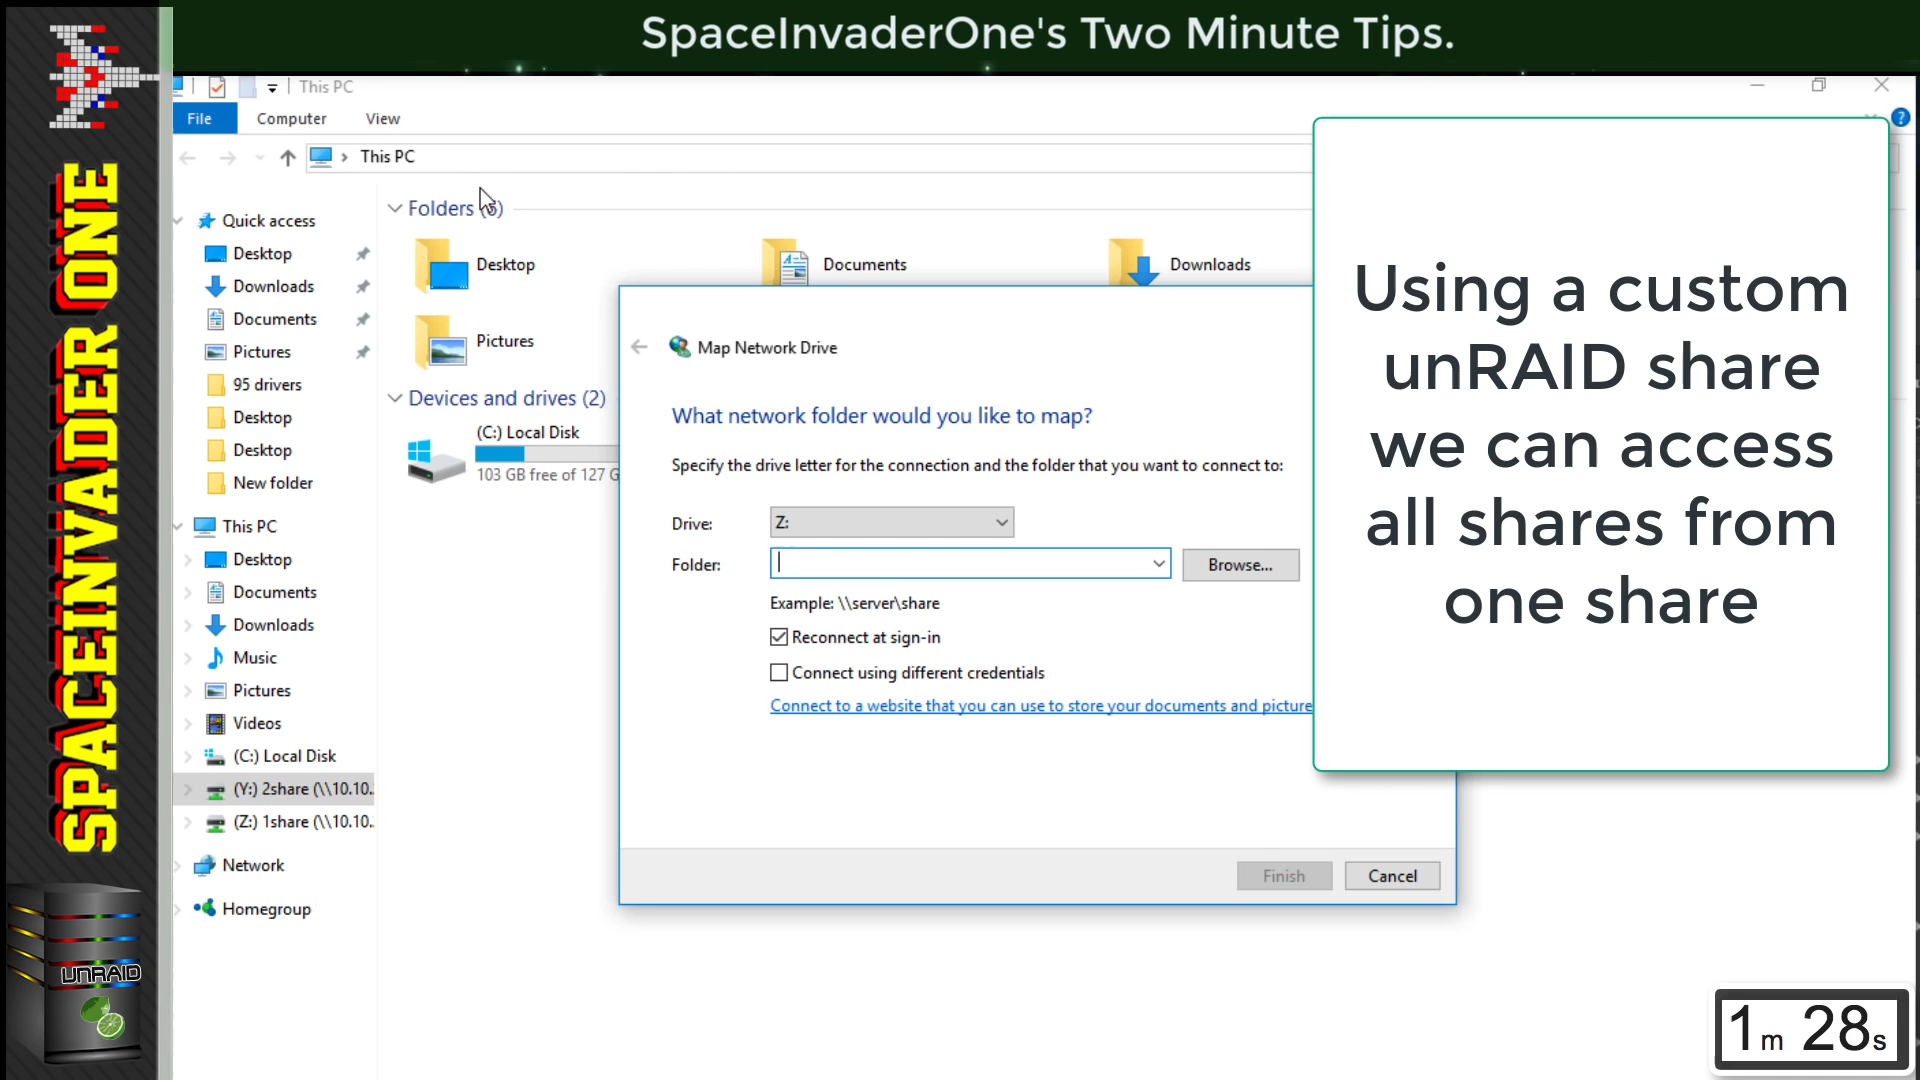 SpaceInvaderOne's Two Minute Tips.
SPACEINVADER ONE
This PC
File Computer View
This PC
Quick access
Desktop
Downloads
Documents
Pictures
95 drivers
Desktop
Desktop
New folder
This PC
Desktop
Documents
Downloads
Music
Pictures
Videos
(C:) Local Disk
(Y:) 2share (\\10.10..
(Z:) 1share (\\10.10..
Network
Homegroup
Folders (6)
Desktop
Documents
Downloads
Pictures
Devices and drives (2)
(C:) Local Disk
103 GB free of 127 G
Map Network Drive
What network folder would you like to map?
Specify the drive letter for the connection and the folder that you want to connect to:
Drive: Z:
Folder: Browse...
Example: \\server\share
Reconnect at sign-in
Connect using different credentials
Connect to a website that you can use to store your documents and picture
Finish Cancel
Using a custom
unRAID share
we can access
all shares from
one share
UNRAID
1m 28s